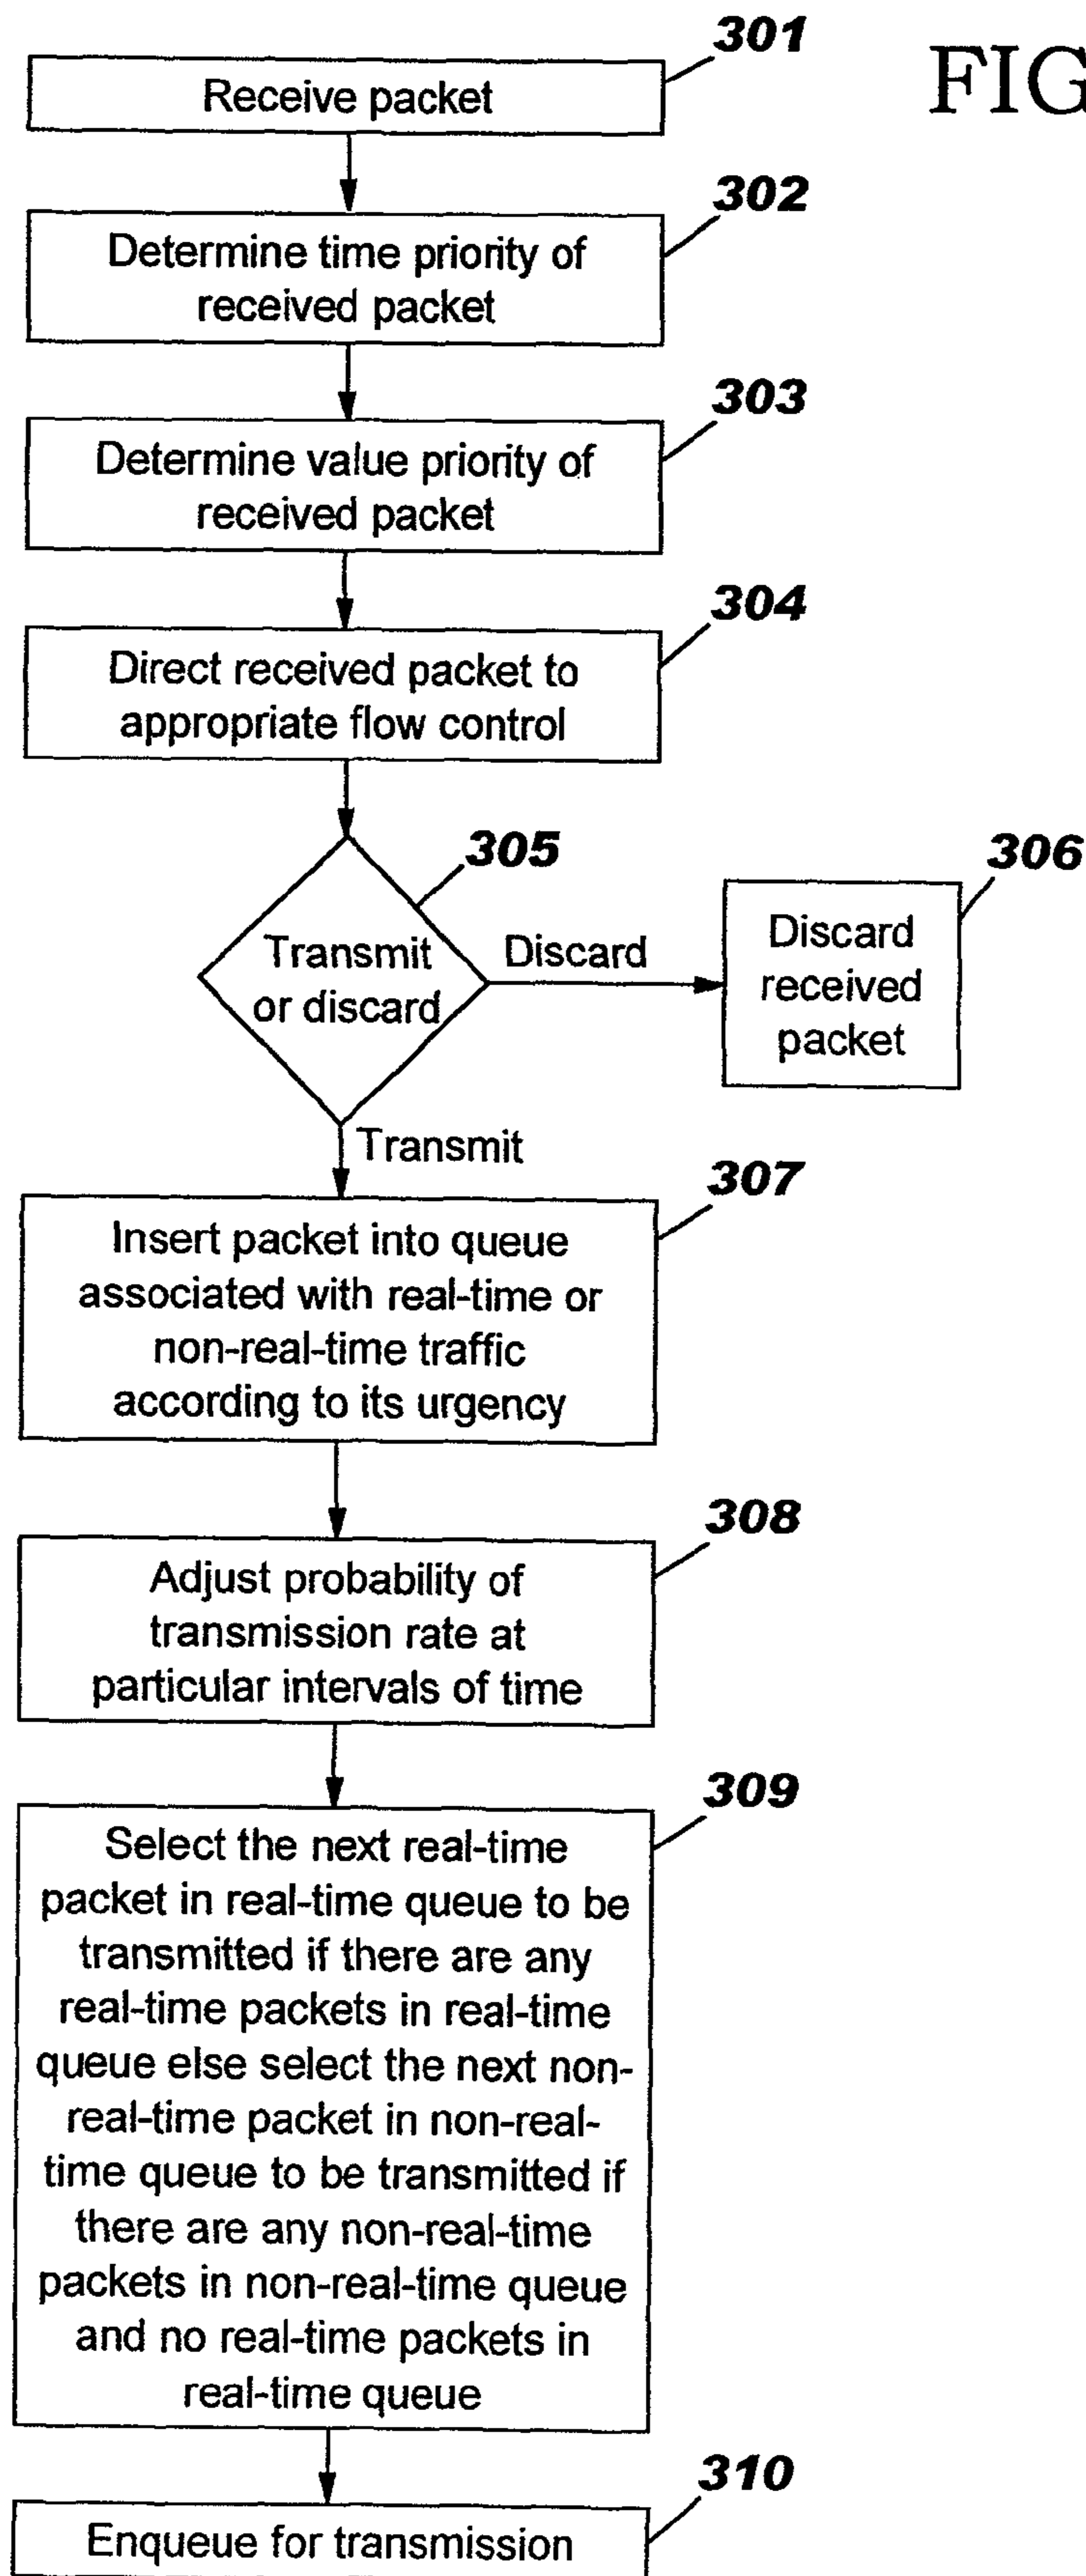 301
FIG
Receive packet
302
Determine time priority of
received packet
303
Determine value priority of
received packet
304
Direct received packet to
appropriate flow control
305
306
Transmit
or discard
Discard
Discard
received
packet
Transmit
307
Insert packet into queue
associated with real-time or
non-real-time traffic
according to its urgency
308
Adjust probability of
transmission rate at
particular intervals of time
309
Select the next real-time
packet in real-time queue to be
transmitted if there are any
real-time packets in real-time
queue else select the next non-
real-time packet in non-real-
time queue to be transmitted if
there are any non-real-time
packets in non-real-time queue
and no real-time packets in
real-time queue
310
Enqueue for transmission